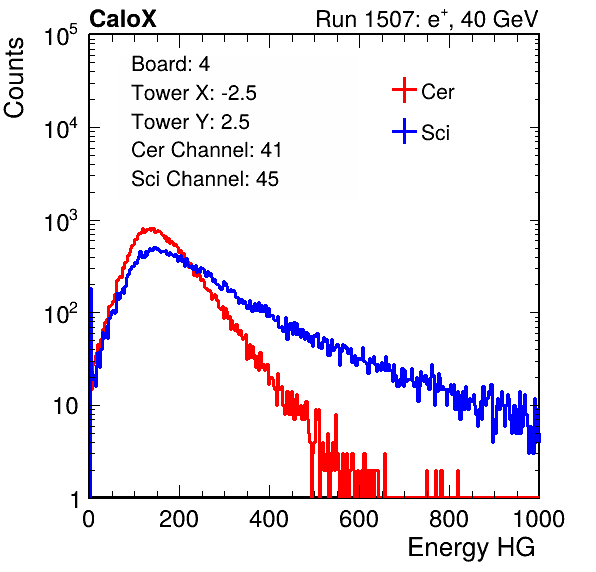 CaloX Run 1507: e⁺, 40 GeV
Counts
10⁵
10⁴
10³
10²
10
1
Board: 4
Tower X: -2.5
Tower Y: 2.5
Cer Channel: 41
Sci Channel: 45
Cer
Sci
0 200 400 600 800 1000
Energy HG